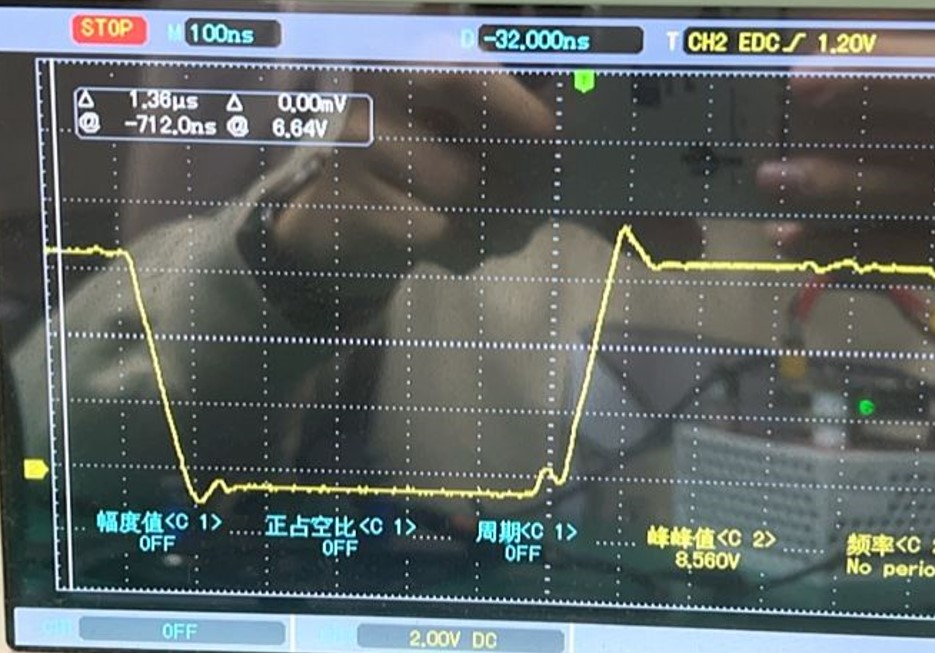 STOP M 100ns D -32.000ns T CH2 EDC 1.20V
Δ 1.36μs Δ 0.00mV
@ -712.0ns @ 6.64V
幅度值<C 1> 正占空比<C 1> 周期<C 1> 峰峰值<C 2> 频率<C
OFF OFF OFF 8.560V No perio
OFF 2.00V DC